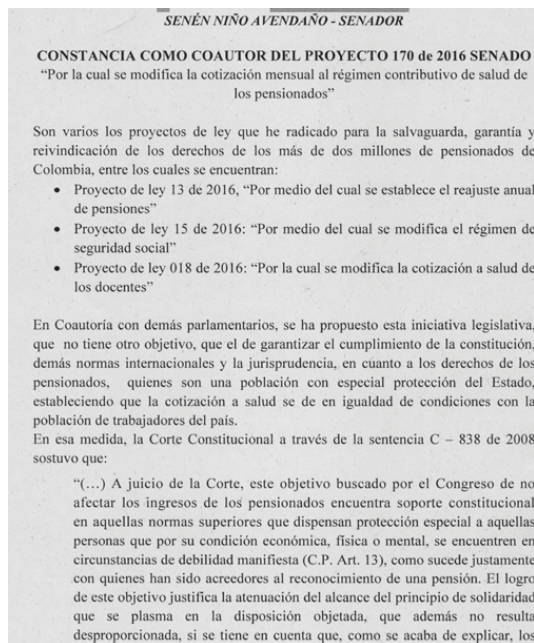 SENÉN NIÑO AVENDAÑO - SENADOR
CONSTANCIA COMO COAUTOR DEL PROYECTO 170 de 2016 SENADO
“Por la cual se modifica la cotización mensual al régimen contributivo de salud de
los pensionados”
Son varios los proyectos de ley que he radicado para la salvaguarda, garantía y
reivindicación de los derechos de los más de dos millones de pensionados de
Colombia, entre los cuales se encuentran:
• Proyecto de ley 13 de 2016, “Por medio del cual se establece el reajuste anual
de pensiones”
• Proyecto de ley 15 de 2016: “Por medio del cual se modifica el régimen de
seguridad social”
• Proyecto de ley 018 de 2016: “Por la cual se modifica la cotización a salud de
los docentes”
En Coautoría con demás parlamentarios, se ha propuesto esta iniciativa legislativa,
que no tiene otro objetivo, que el de garantizar el cumplimiento de la constitución,
demás normas internacionales y la jurisprudencia, en cuanto a los derechos de los
pensionados, quienes son una población con especial protección del Estado,
estableciendo que la cotización a salud se de en igualdad de condiciones con la
población de trabajadores del país.
En esa medida, la Corte Constitucional a través de la sentencia C – 838 de 2008
sostuvo que:
“(…) A juicio de la Corte, este objetivo buscado por el Congreso de no
afectar los ingresos de los pensionados encuentra soporte constitucional
en aquellas normas superiores que dispensan protección especial a aquellas
personas que por su condición económica, física o mental, se encuentren en
circunstancias de debilidad manifiesta (C.P. Art. 13), como sucede justamente
con quienes han sido acreedores al reconocimiento de una pensión. El logro
de este objetivo justifica la atenuación del alcance del principio de solidaridad
que se plasma en la disposición objetada, que además no resulta
desproporcionada, si se tiene en cuenta que, como se acaba de explicar, los